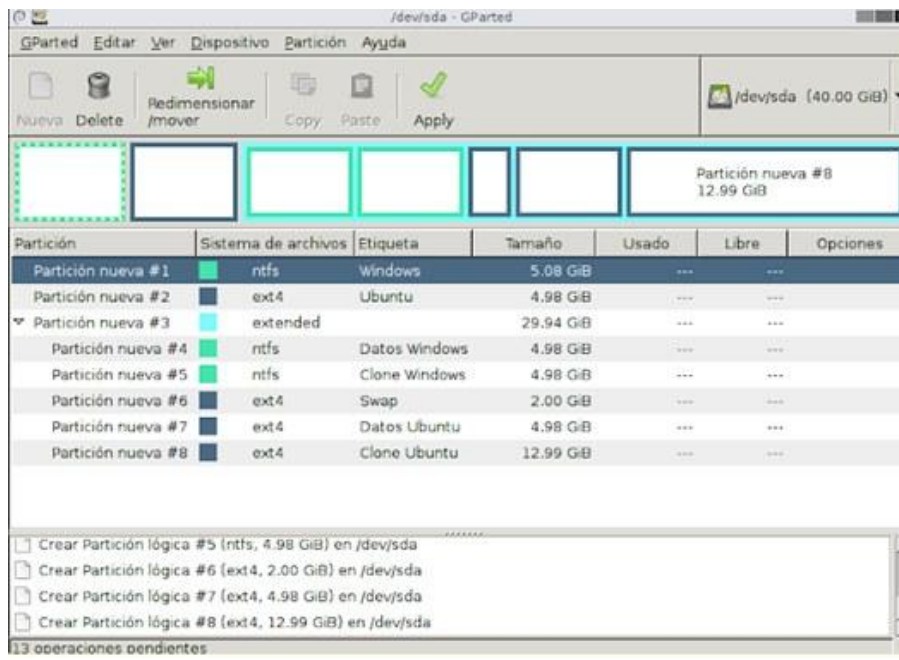 /dev/sda - GParted
GParted Editar Ver Dispositivo Partición Ayuda
Nueva Delete Redimensionar /mover Copy Paste Apply /dev/sda (40.00 GiB)
Partición nueva #8
12.99 GiB
Partición Sistema de archivos Etiqueta Tamaño Usado Libre Opciones
Partición nueva #1 ntfs Windows 5.08 GiB --- ---
Partición nueva #2 ext4 Ubuntu 4.98 GiB --- ---
Partición nueva #3 extended 29.94 GiB --- ---
Partición nueva #4 ntfs Datos Windows 4.98 GiB --- ---
Partición nueva #5 ntfs Clone Windows 4.98 GiB --- ---
Partición nueva #6 ext4 Swap 2.00 GiB --- ---
Partición nueva #7 ext4 Datos Ubuntu 4.98 GiB --- ---
Partición nueva #8 ext4 Clone Ubuntu 12.99 GiB --- ---
Crear Partición lógica #5 (ntfs, 4.98 GiB) en /dev/sda
Crear Partición lógica #6 (ext4, 2.00 GiB) en /dev/sda
Crear Partición lógica #7 (ext4, 4.98 GiB) en /dev/sda
Crear Partición lógica #8 (ext4, 12.99 GiB) en /dev/sda
13 operaciones pendientes